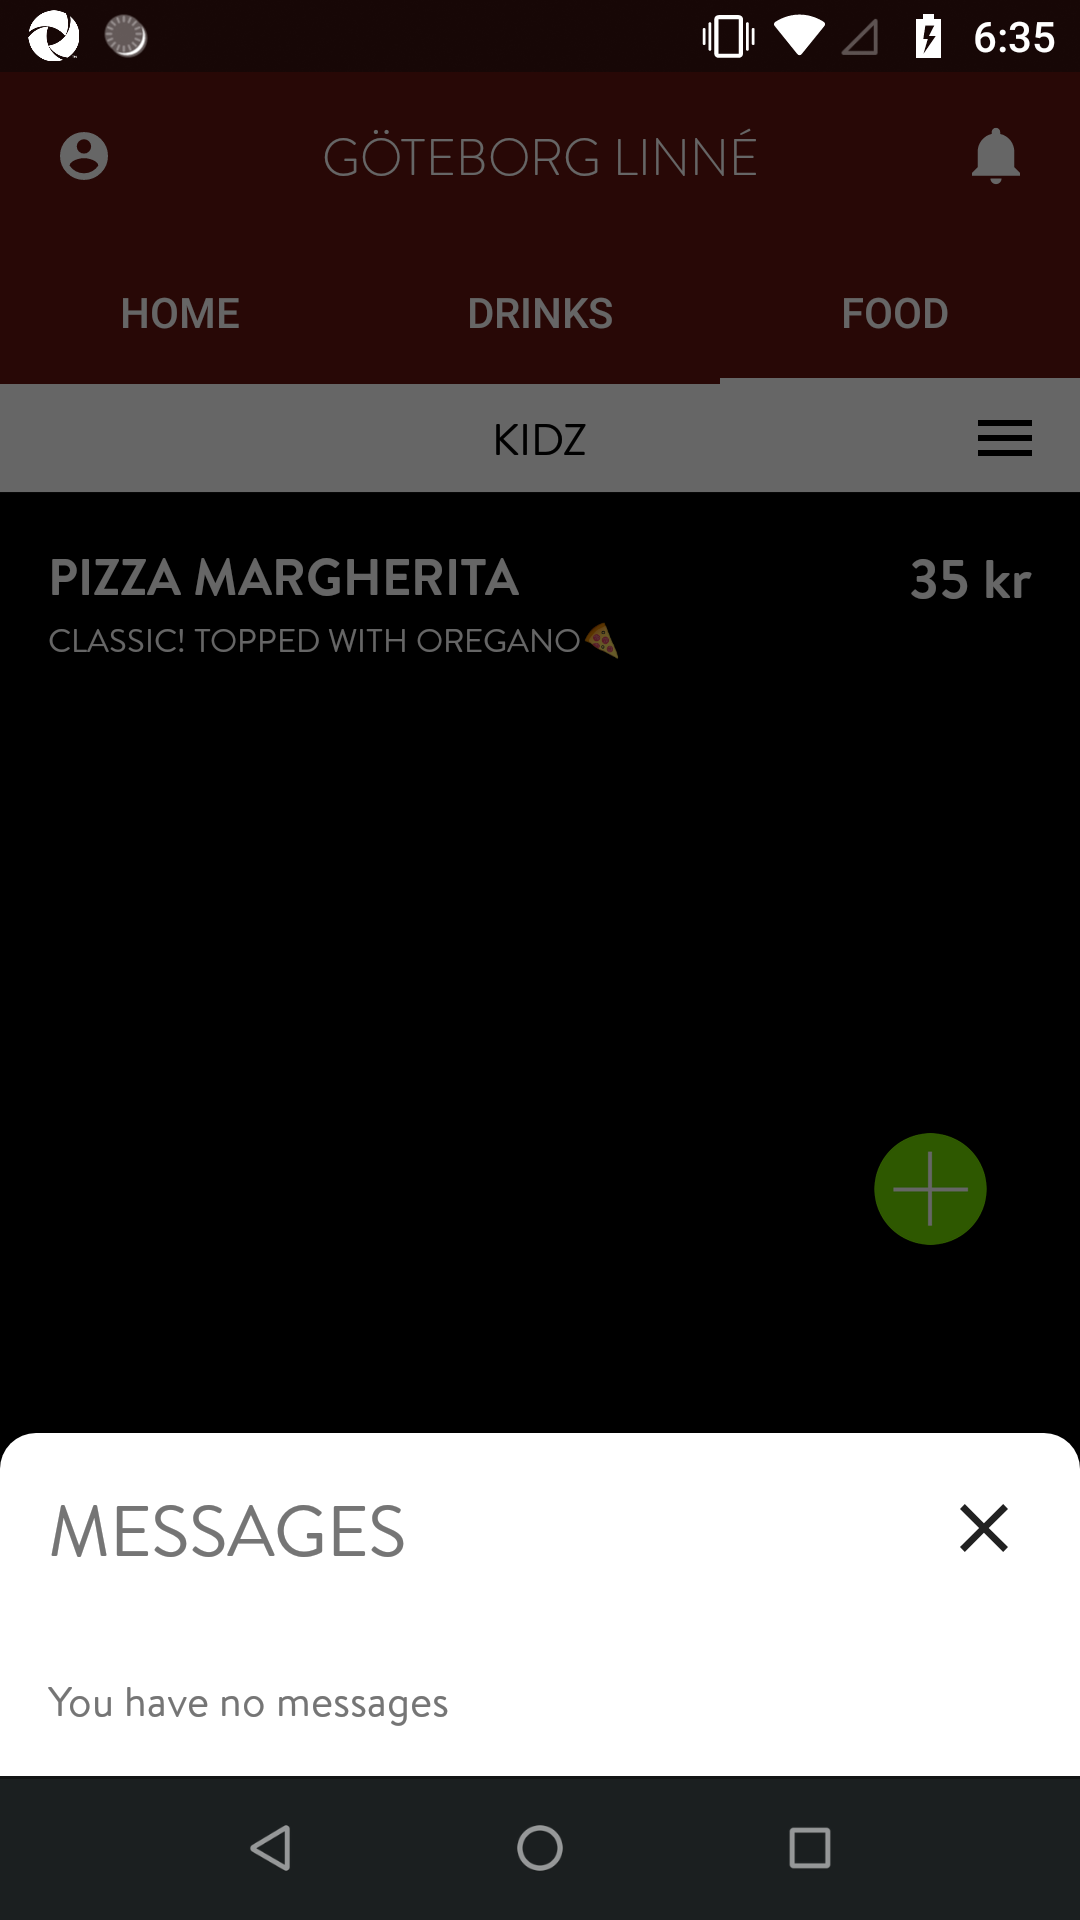 6:35
GÖTEBORG LINNÉ
HOME DRINKS FOOD
KIDZ
PIZZA MARGHERITA 35 kr
CLASSIC! TOPPED WITH OREGANO🍕
MESSAGES
You have no messages